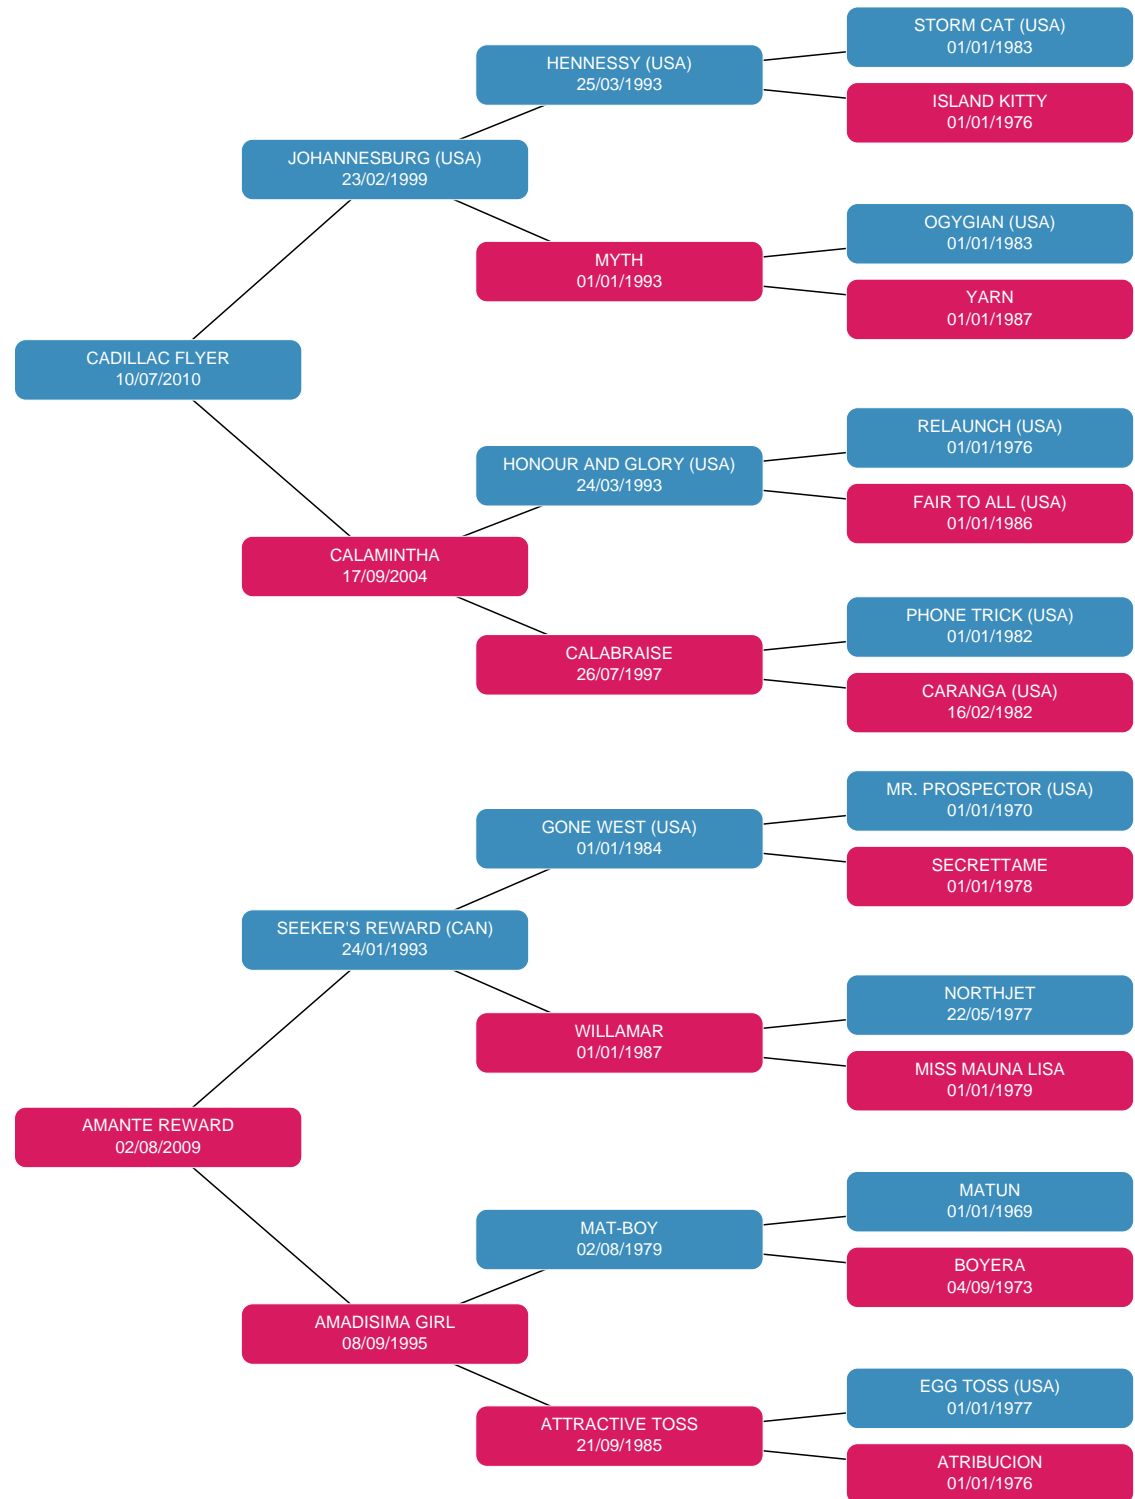 STORM CAT (USA)
01/01/1983
HENNESSY (USA)
25/03/1993
ISLAND KITTY
01/01/1976
JOHANNESBURG (USA)
23/02/1999
OGYGIAN (USA)
01/01/1983
MYTH
01/01/1993
YARN
01/01/1987
CADILLAC FLYER
10/07/2010
RELAUNCH (USA)
01/01/1976
HONOUR AND GLORY (USA)
24/03/1993
FAIR TO ALL (USA)
01/01/1986
CALAMINTHA
17/09/2004
PHONE TRICK (USA)
01/01/1982
CALABRAISE
26/07/1997
CARANGA (USA)
16/02/1982
MR. PROSPECTOR (USA)
01/01/1970
GONE WEST (USA)
01/01/1984
SECRETTAME
01/01/1978
SEEKER'S REWARD (CAN)
24/01/1993
NORTHJET
22/05/1977
WILLAMAR
01/01/1987
MISS MAUNA LISA
01/01/1979
AMANTE REWARD
02/08/2009
MATUN
01/01/1969
MAT-BOY
02/08/1979
BOYERA
04/09/1973
AMADISIMA GIRL
08/09/1995
EGG TOSS (USA)
01/01/1977
ATTRACTIVE TOSS
21/09/1985
ATRIBUCION
01/01/1976